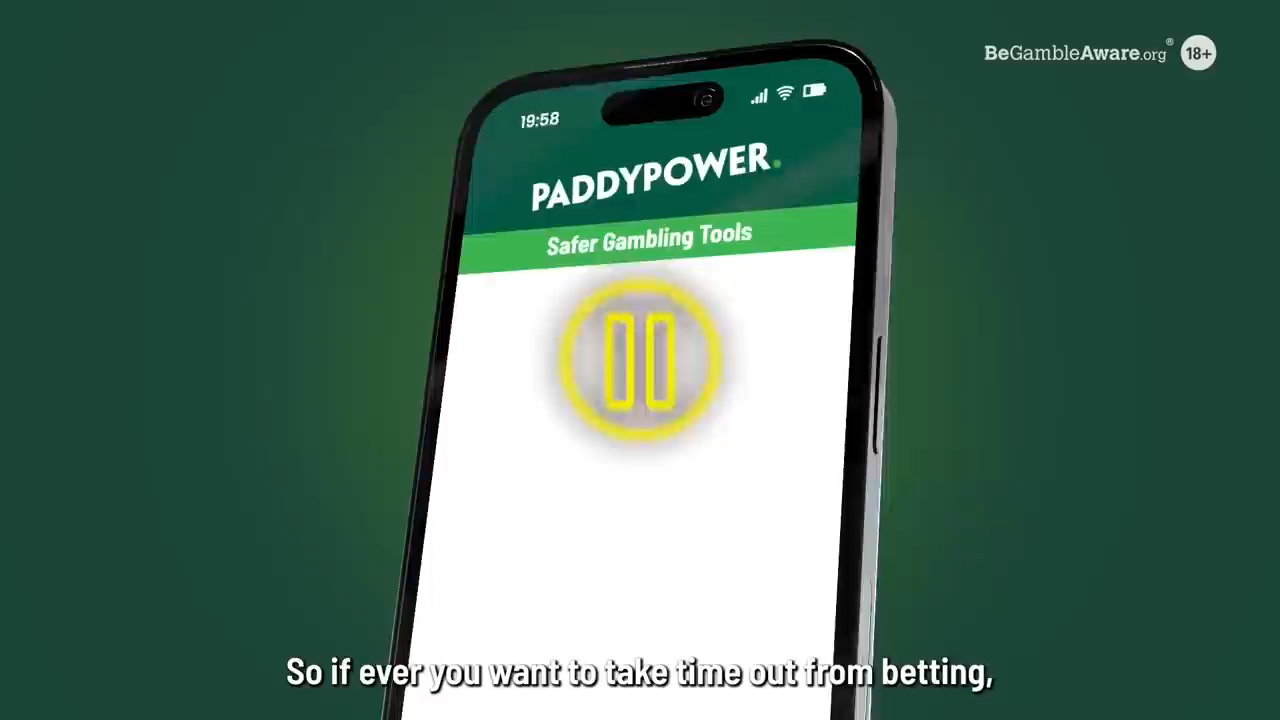 BeGambleAware.org® 18+
19:58
PADDYPOWER.
Safer Gambling Tools
So if ever you want to take time out from betting,